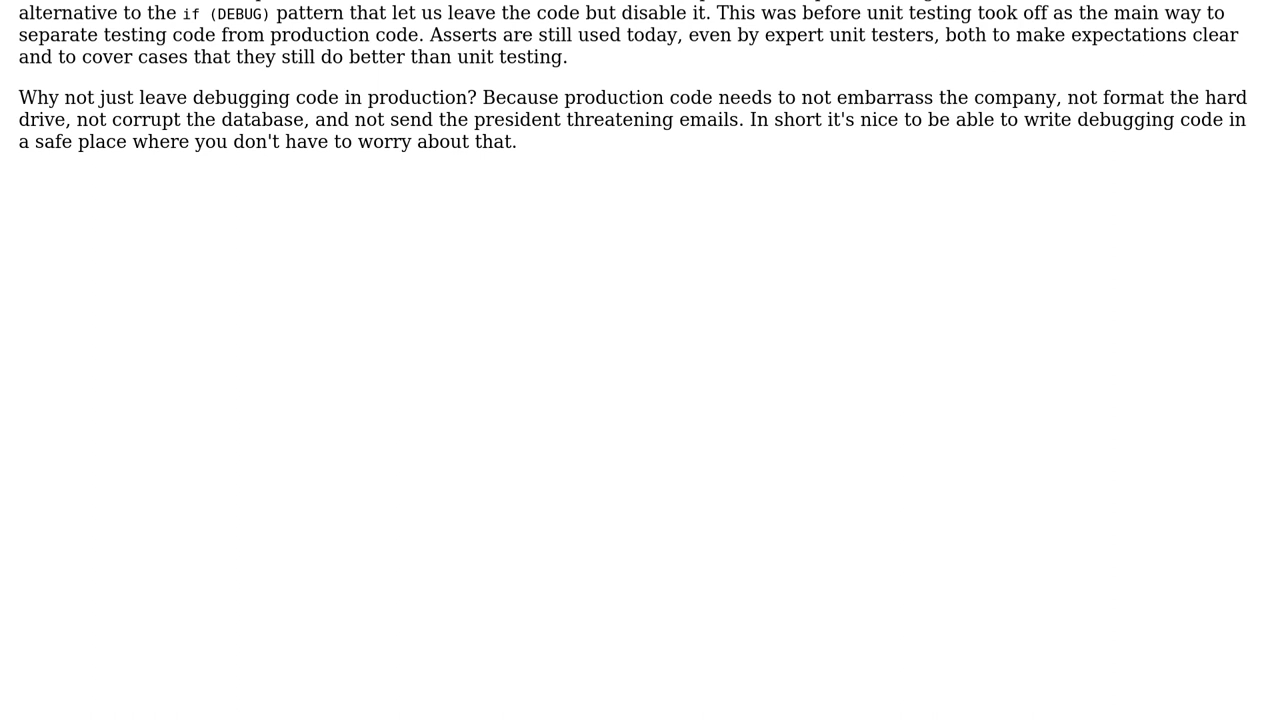 alternative to the if (DEBUG) pattern that let us leave the code but disable it. This was before unit testing took off as the main way to
separate testing code from production code. Asserts are still used today, even by expert unit testers, both to make expectations clear
and to cover cases that they still do better than unit testing.
Why not just leave debugging code in production? Because production code needs to not embarrass the company, not format the hard
drive, not corrupt the database, and not send the president threatening emails. In short it's nice to be able to write debugging code in
a safe place where you don't have to worry about that.